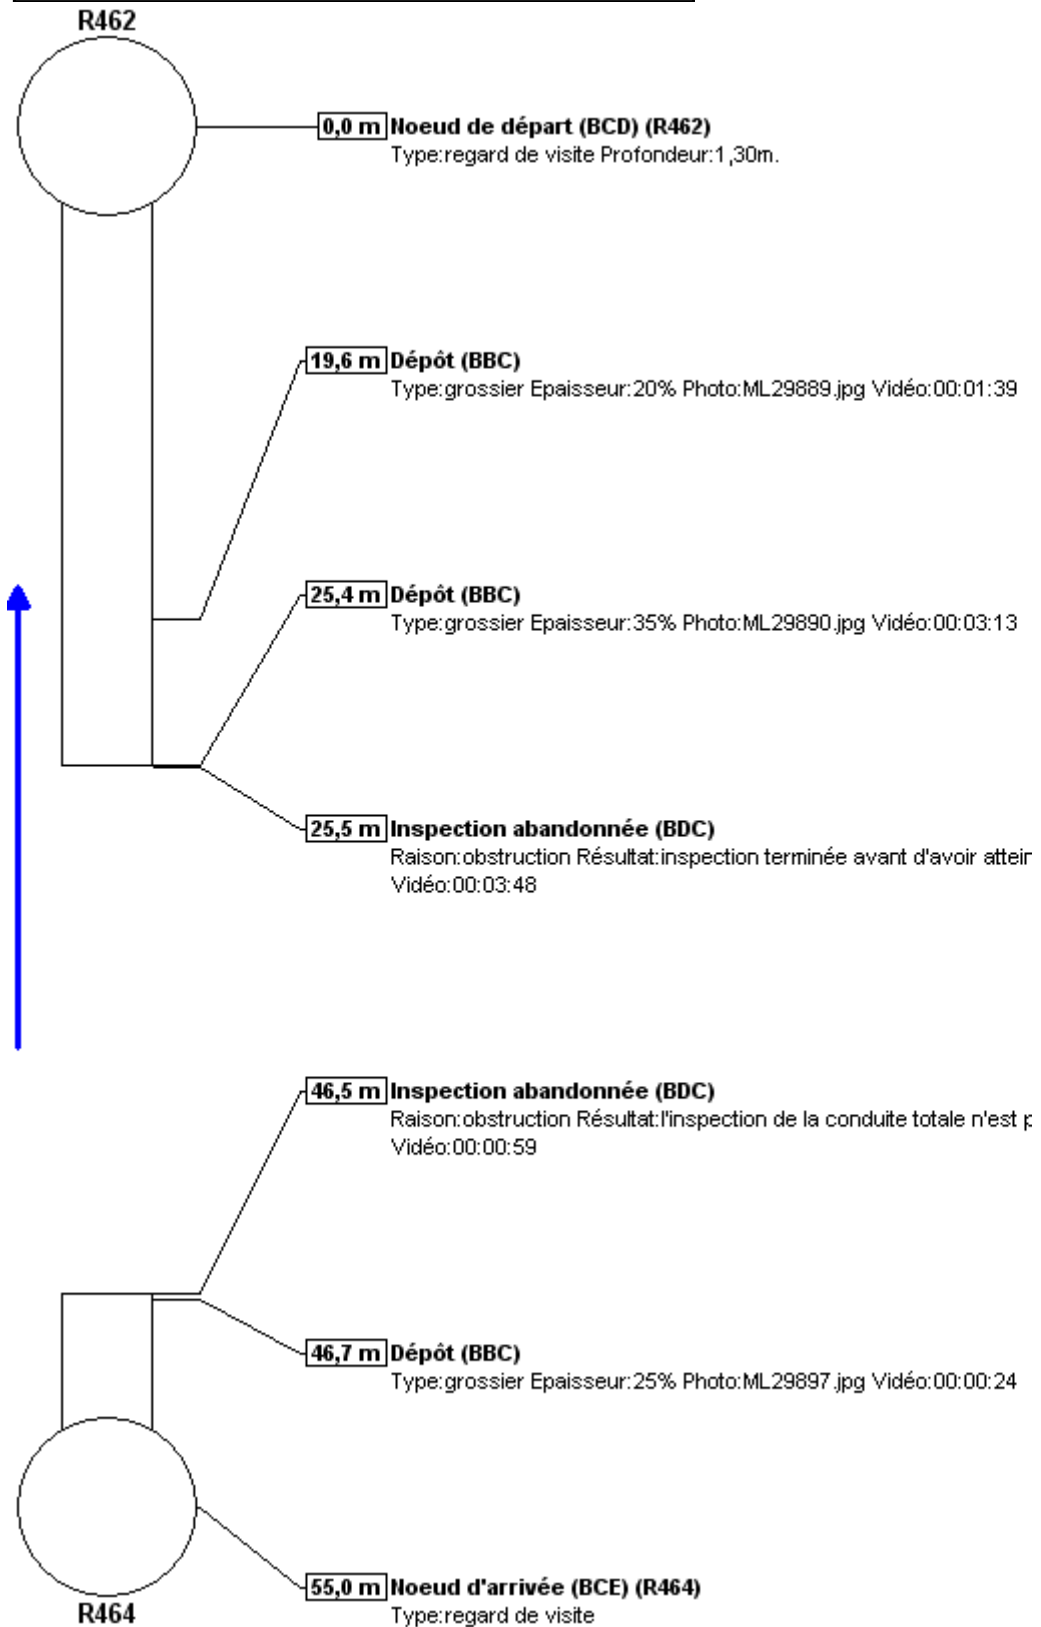 R462
0,0 m Noeud de départ (BCD) (R462)
Type:regard de visite Profondeur:1,30m.
19,6 m Dépôt (BBC)
Type:grossier Epaisseur:20% Photo:ML29889.jpg Vidéo:00:01:39
25,4 m Dépôt (BBC)
Type:grossier Epaisseur:35% Photo:ML29890.jpg Vidéo:00:03:13
25,5 m Inspection abandonnée (BDC)
Raison:obstruction Résultat:inspection terminée avant d'avoir attein
Vidéo:00:03:48
46,5 m Inspection abandonnée (BDC)
Raison:obstruction Résultat:l'inspection de la conduite totale n'est p
Vidéo:00:00:59
46,7 m Dépôt (BBC)
Type:grossier Epaisseur:25% Photo:ML29897.jpg Vidéo:00:00:24
55,0 m Noeud d'arrivée (BCE) (R464)
Type:regard de visite
R464